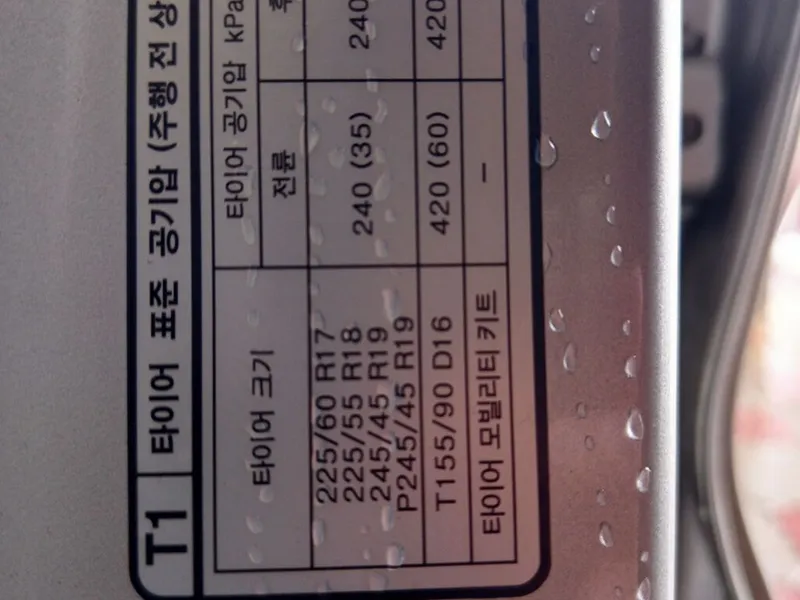 T1 타이어 표준 공기압 (주행 전
타이어 크기
타이어 공기압 kPa
전륜
225/60 R17
225/55 R18
245/45 R19
P245/45 R19
240 (35)
240
T155/90 D16
420 (60)
420
타이어 모빌리티 키트
–